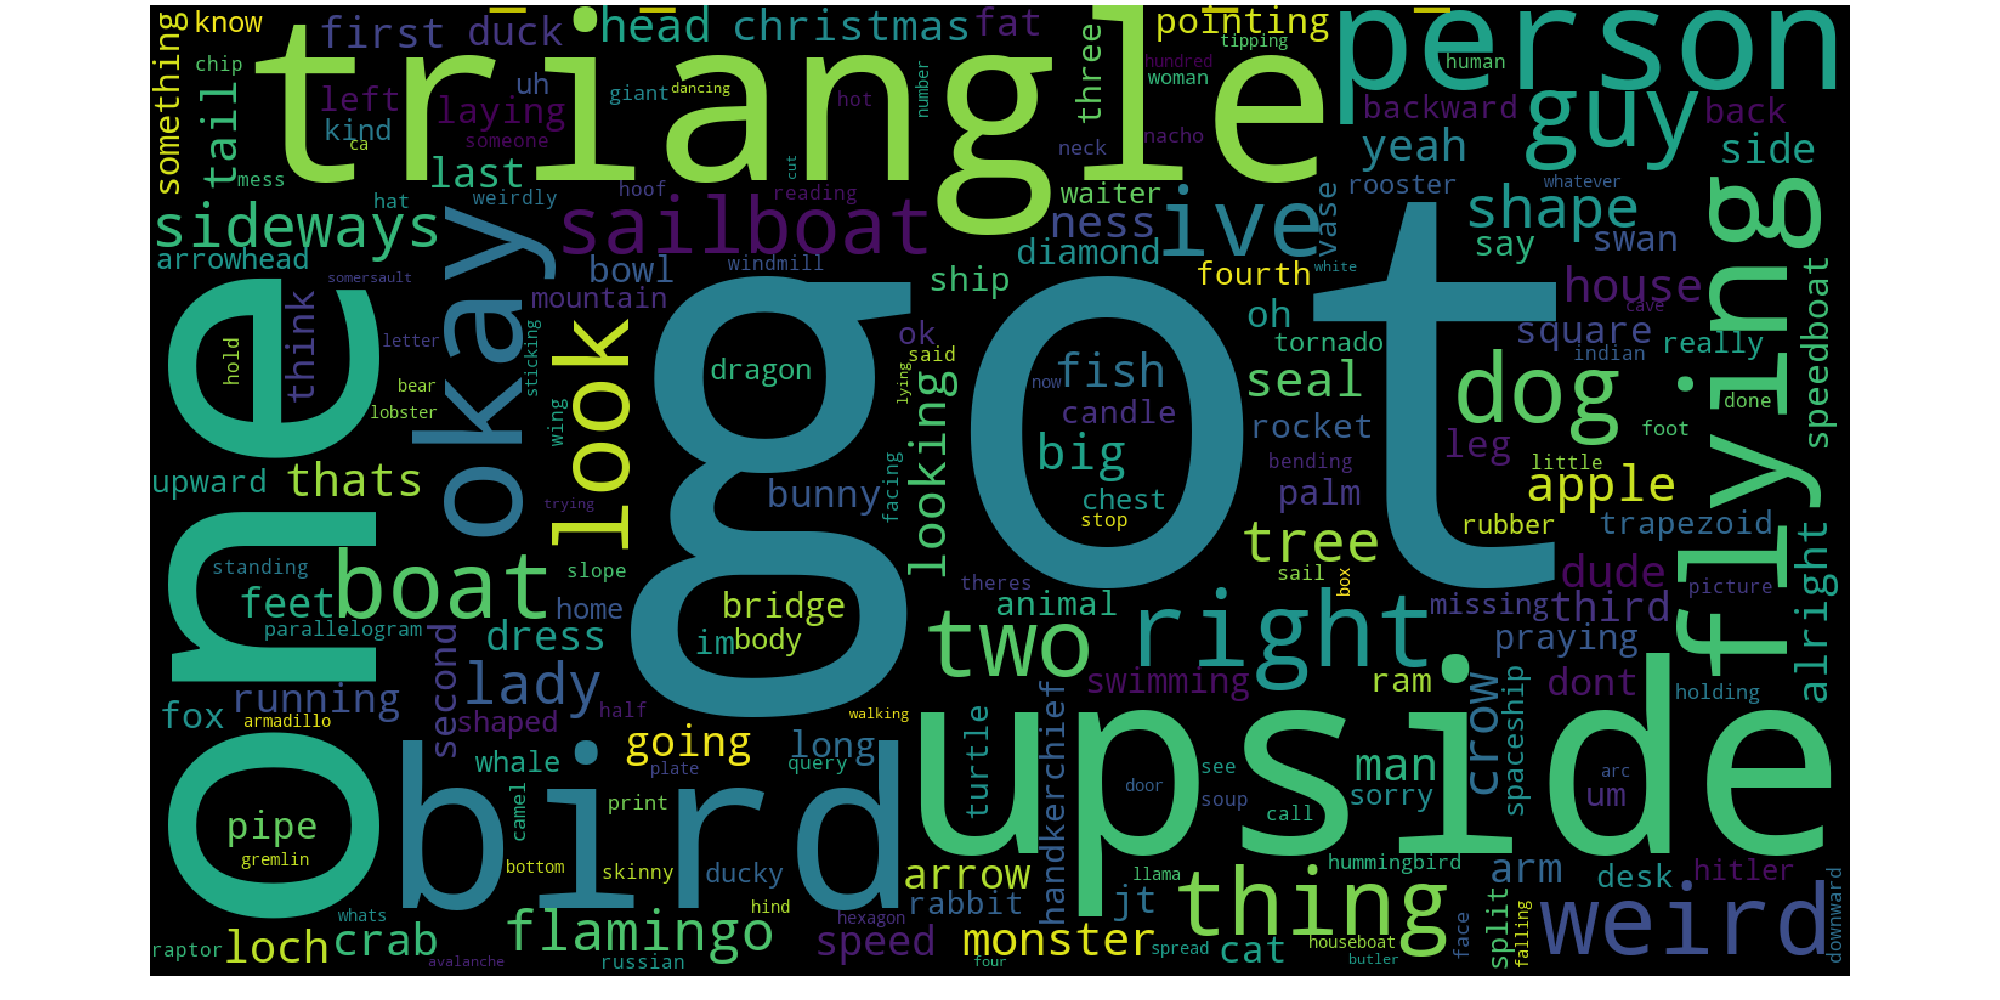 know
first
duck
head
christmas
fat
pointing
person
something
chip
tail
triangle
uh
giant
dancing
hot
number
three
tipping
hundred
woman
human
left
kind
laying
someone
ca
backward
guy
back
yeah
side
last
mess
hat
weirdly
hoof
cut
reading
neck
nacho
waiter
ness
ive
vase
rooster
whatever
shape
say
swan
sideways
arrowhead
okay
sailboat
bowl
windmill
diamond
ship
fourth
white
house
cave
somersault
mountain
think
letter
look
got
oh
tornado
square
indian
really
flying
speedboat
one
hold
bear
lobster
sticking
wing
dragon
ok
said
lying
looking
now
fish
candle
big
chest
stop
seal
rocket
bending
palm
dog
leg
little
apple
done
foot
upward
thats
trying
bunny
facing
rubber
trapezoid
tree
sail
box
alright
standing
feet
boat
slope
home
parallelogram
dress
bridge
im
body
theres
animal
two
right
missing
third
dude
picture
praying
fox
running
second
lady
shaped
half
armadillo
walking
swimming
ram
crow
spaceship
dont
holding
going
long
turtle
handkerchief
upside
whale
plate
query
print
camel
door
see
soup
call
man
sorry
arc
um
pipe
gremlin
bird
bottom
skinny
ducky
arrow
llama
thing
hummingbird
arm
desk
hitler
weird
downward
whats
hind
hexagon
rabbit
jt
split
falling
face
raptor
loch
crab
flamingo
speed
monster
spread
cat
houseboat
butler
avalanche
russian
four